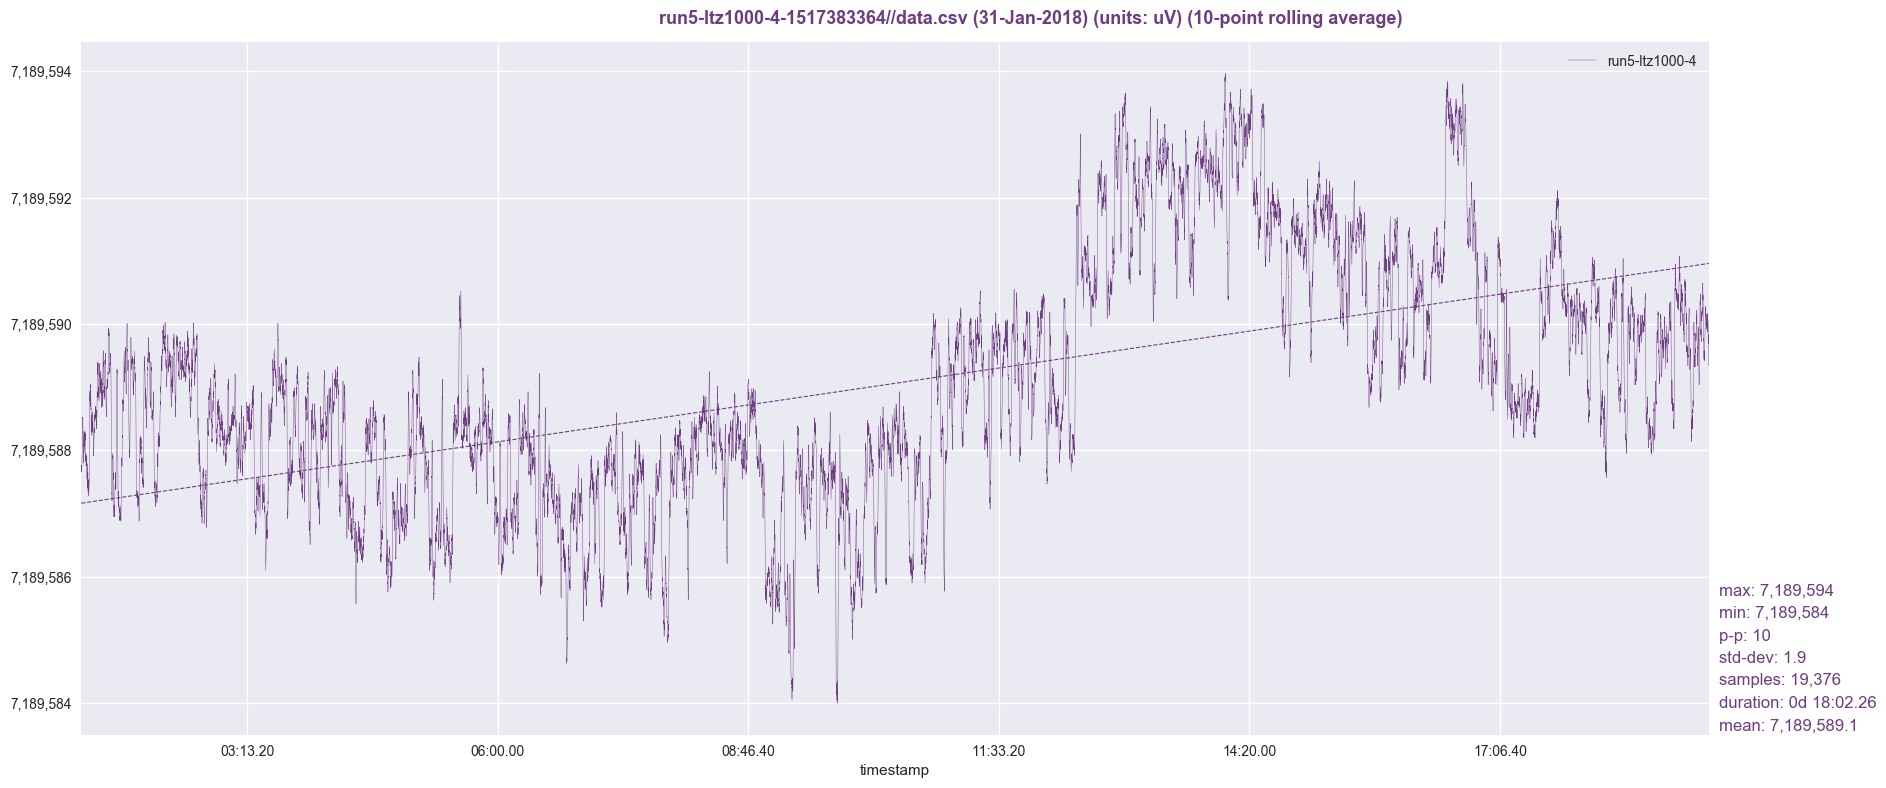 run5-ltz1000-4-1517383364//data.csv (31-Jan-2018) (units: uV) (10-point rolling average)
run5-ltz1000-4
7,189,594
7,189,592
7,189,590
7,189,588
7,189,586
7,189,584
max: 7,189,594
min: 7,189,584
p-p: 10
std-dev: 1.9
samples: 19,376
duration: 0d 18:02.26
mean: 7,189,589.1
03:13.20 06:00.00 08:46.40 11:33.20 14:20.00 17:06.40
timestamp